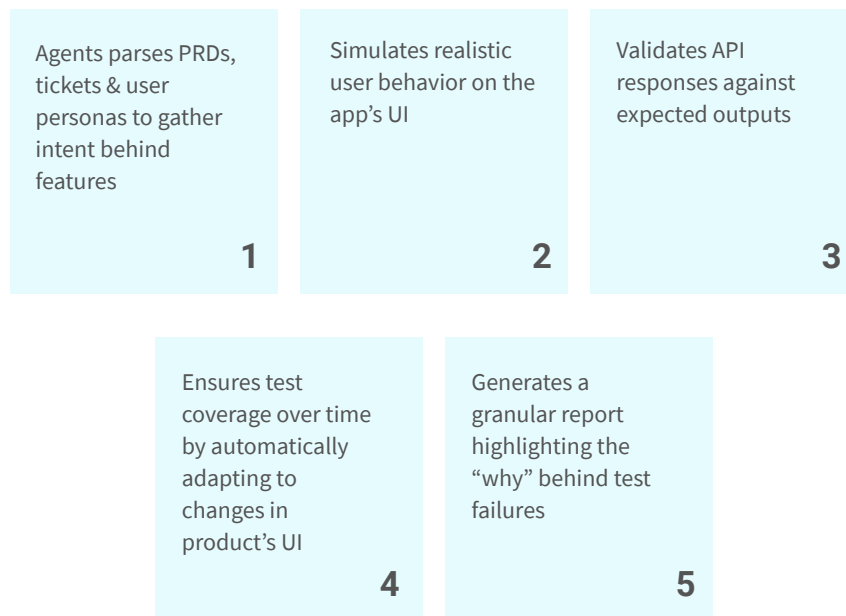 Agents parses PRDs,
tickets & user
personas to gather
intent behind
features
1
Simulates realistic
user behavior on the
app’s UI
2
Validates API
responses against
expected outputs
3
Ensures test
coverage over time
by automatically
adapting to
changes in
product’s UI
4
Generates a
granular report
highlighting the
“why” behind test
failures
5